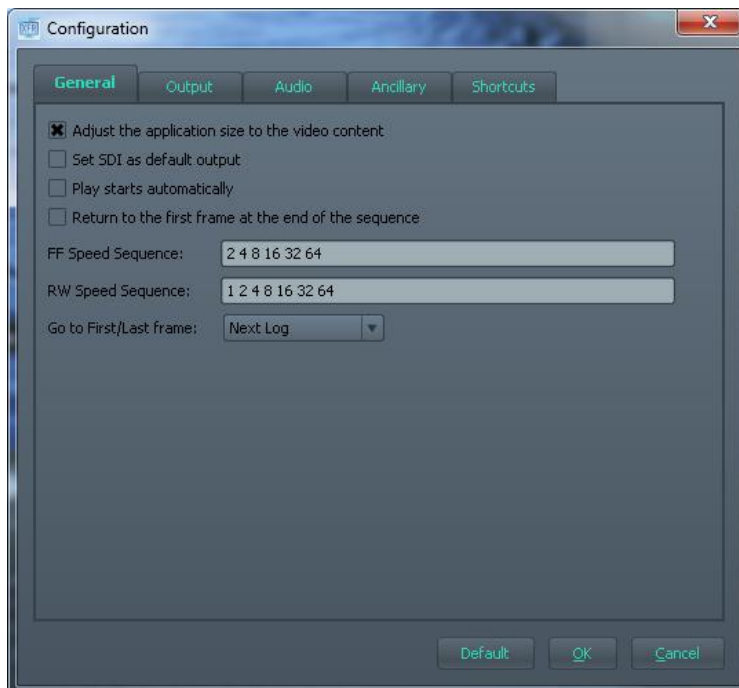 Configuration
General Output Audio Ancillary Shortcuts
Adjust the application size to the video content
Set SDI as default output
Play starts automatically
Return to the first frame at the end of the sequence
FF Speed Sequence: 2 4 8 16 32 64
RW Speed Sequence: 1 2 4 8 16 32 64
Go to First/Last frame: Next Log
Default OK Cancel